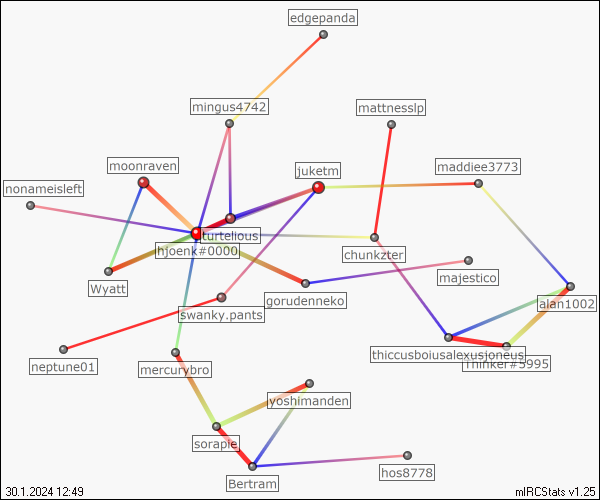 edgepanda
mingus4742
mattnesslp
moonraven
juketm
maddiee3773
nonameisleft
turtelious
hjoenk#0000
chunkzter
majestico
Wyatt
gorudenneko
alan1002
swanky.pants
thiccusboiusalexusjoneus
Thinker#5995
neptune01
mercurybro
yoshimanden
sorapie
hos8778
Bertram
30.1.2024 12:49
mIRCStats v1.25